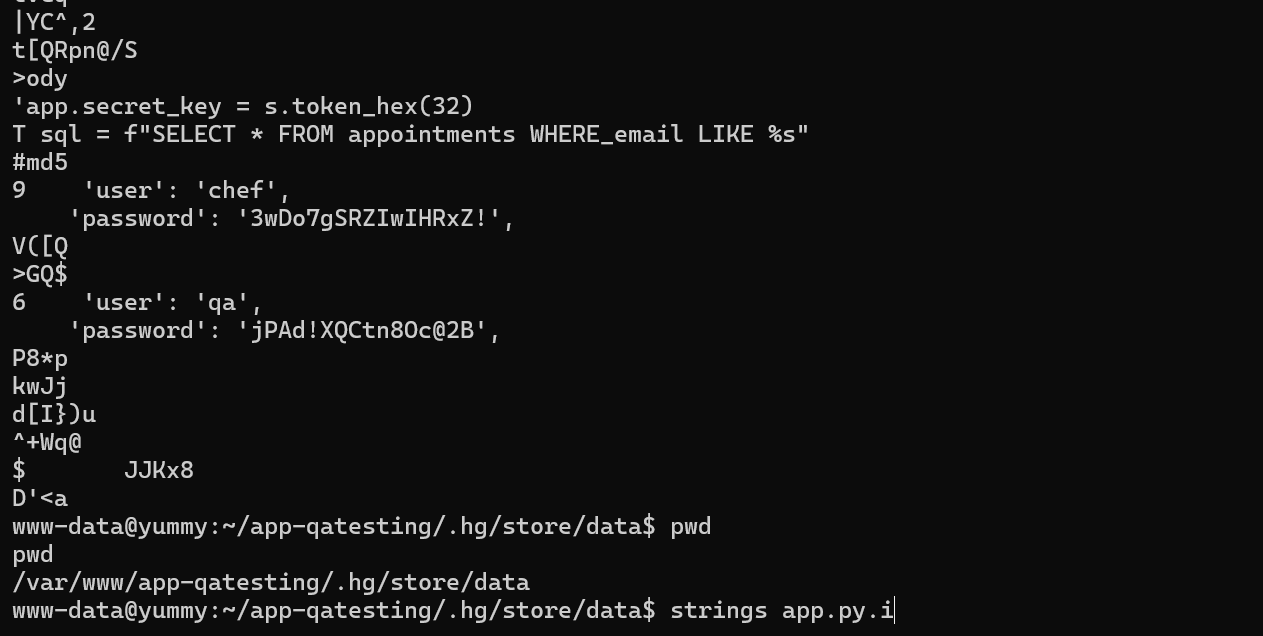 |YC^,2
t[QRpn@/S
>ody
'app.secret_key = s.token_hex(32)
T sql = f"SELECT * FROM appointments WHERE_email LIKE %s"
#md5
9    'user': 'chef',
    'password': '3wDo7gSRZIwIHRxZ!',
V([Q
>GQ$
6    'user': 'qa',
    'password': 'jPAd!XQCtn8Oc@2B',
P8*p
kwJj
d[I})u
^+Wq@
$       JJKx8
D'<a
www-data@yummy:~/app-qatesting/.hg/store/data$ pwd
pwd
/var/www/app-qatesting/.hg/store/data
www-data@yummy:~/app-qatesting/.hg/store/data$ strings app.py.i